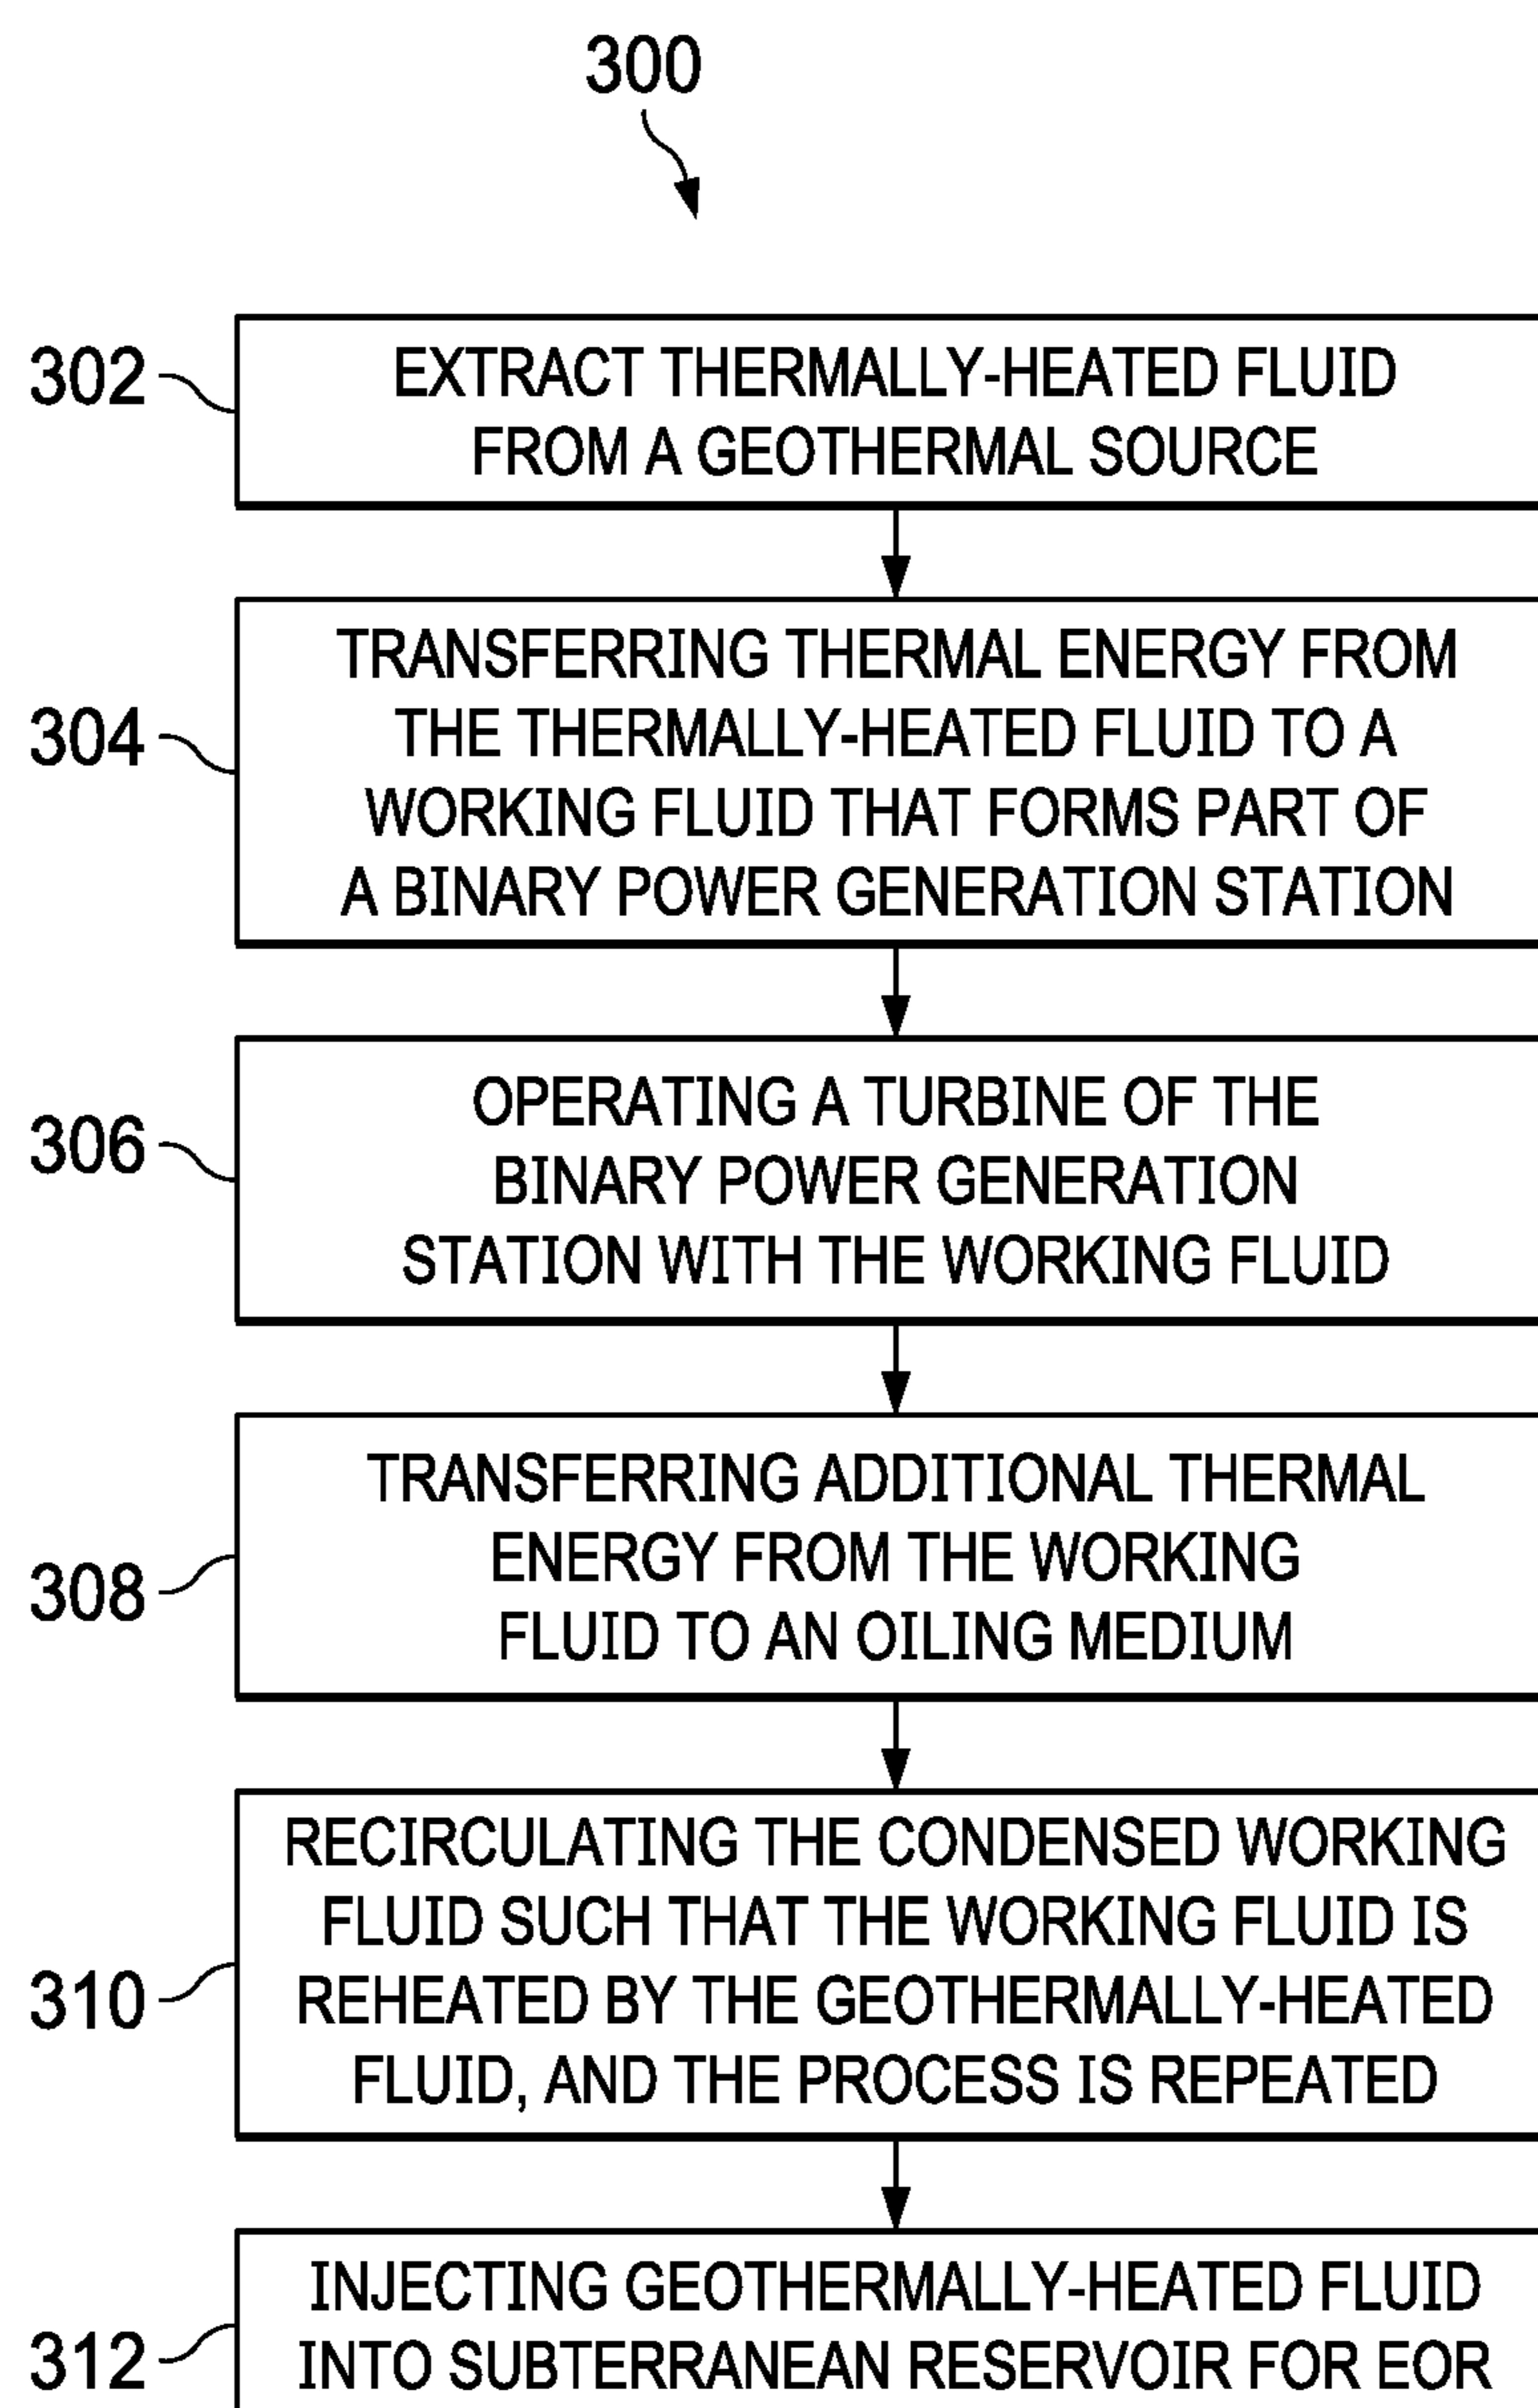 300
302
EXTRACT THERMALLY-HEATED FLUID
FROM A GEOTHERMAL SOURCE
304
TRANSFERRING THERMAL ENERGY FROM
THE THERMALLY-HEATED FLUID TO A
WORKING FLUID THAT FORMS PART OF
A BINARY POWER GENERATION STATION
306
OPERATING A TURBINE OF THE
BINARY POWER GENERATION
STATION WITH THE WORKING FLUID
308
TRANSFERRING ADDITIONAL THERMAL
ENERGY FROM THE WORKING
FLUID TO AN OILING MEDIUM
310
RECIRCULATING THE CONDENSED WORKING
FLUID SUCH THAT THE WORKING FLUID IS
REHEATED BY THE GEOTHERMALLY-HEATED
FLUID, AND THE PROCESS IS REPEATED
312
INJECTING GEOTHERMALLY-HEATED FLUID
INTO SUBTERRANEAN RESERVOIR FOR EOR